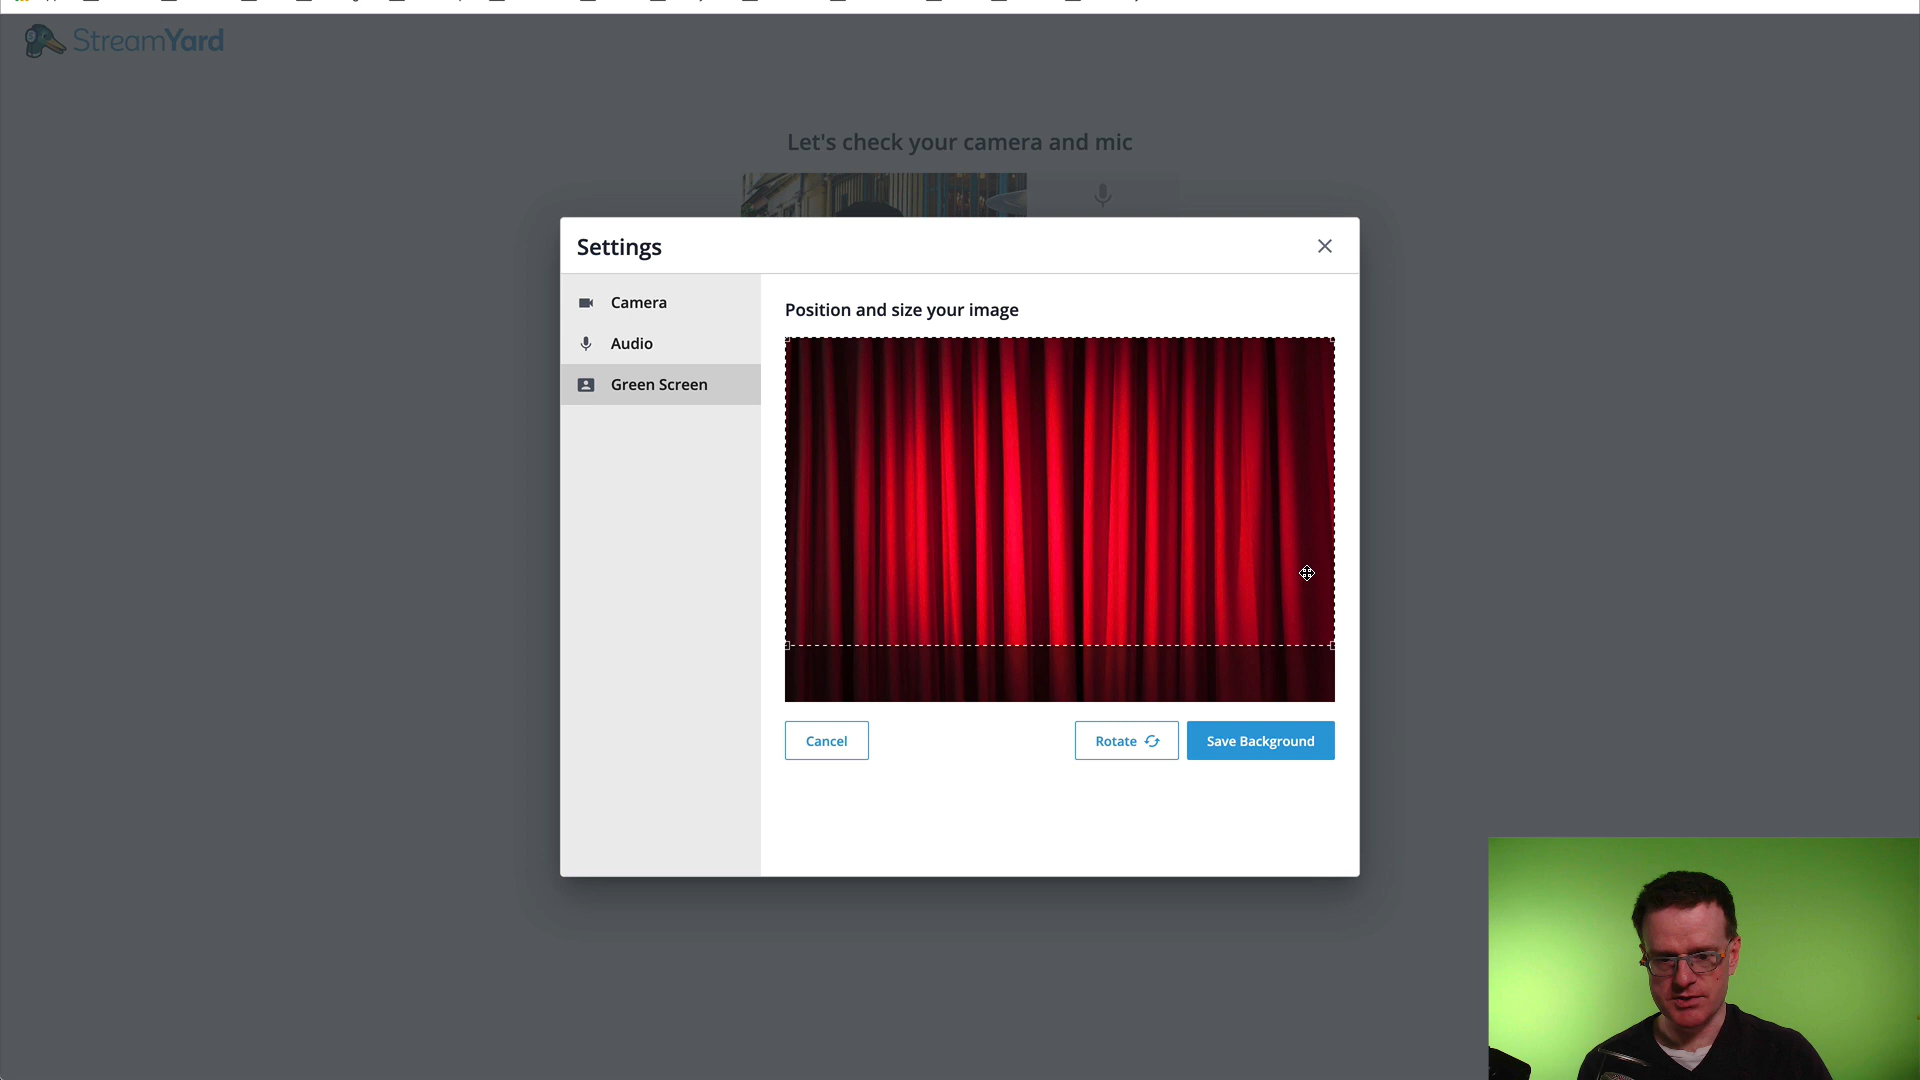 StreamYard
Let's check your camera and mic
Settings
Camera
Audio
Green Screen
Position and size your image
Cancel
Rotate
Save Background